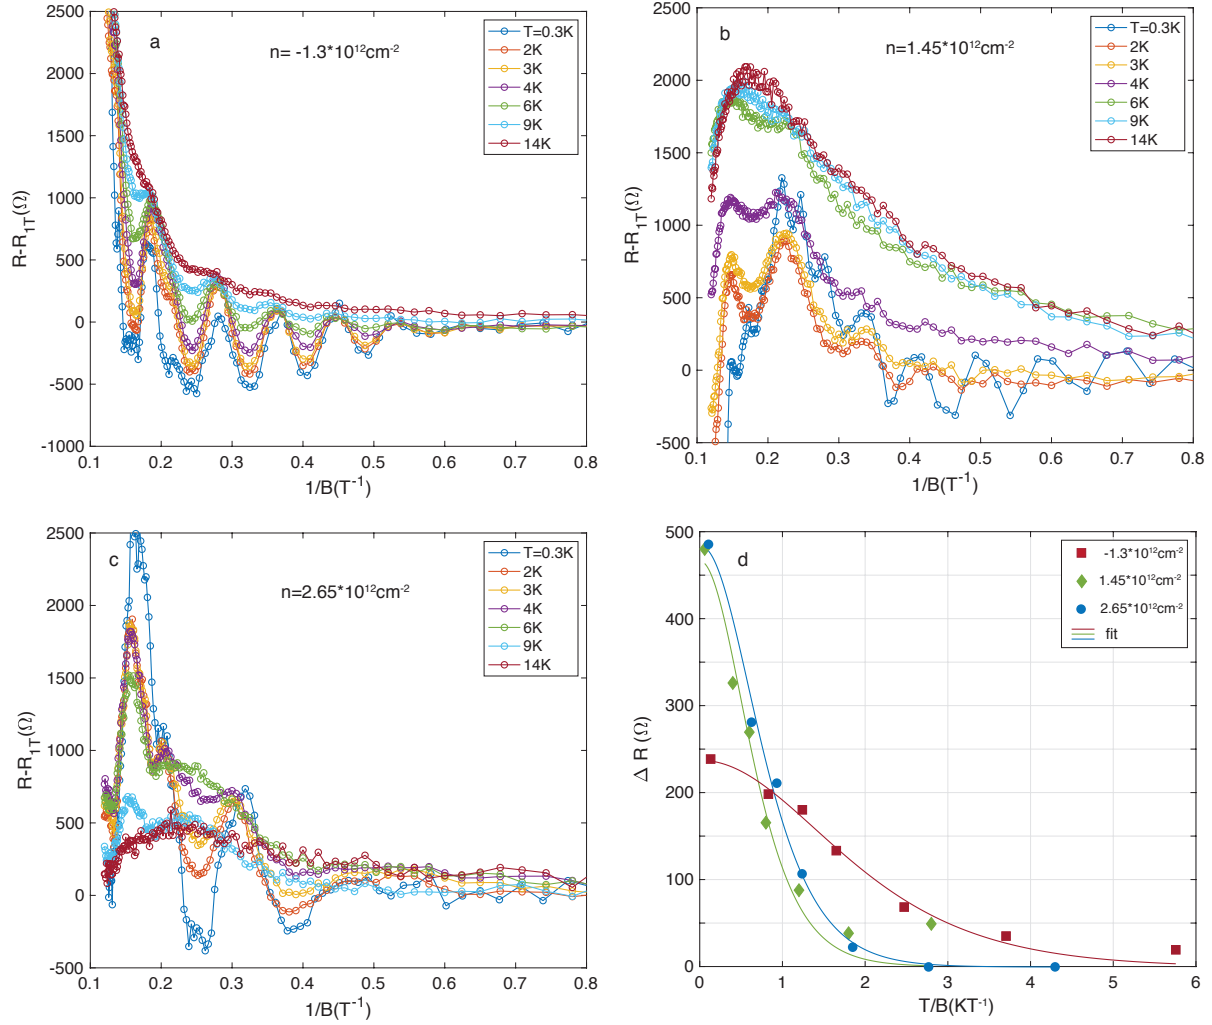 a
n= -1.3*10¹²cm⁻²
T=0.3K
2K
3K
4K
6K
9K
14K
2500
2000
1500
1000
500
0
-500
-1000
R-R1T(Ω)
0.1 0.2 0.3 0.4 0.5 0.6 0.7 0.8
1/B(T⁻¹)
b
n=1.45*10¹²cm⁻²
T=0.3K
2K
3K
4K
6K
9K
14K
2500
2000
1500
1000
500
0
-500
R-R1T(Ω)
0.1 0.2 0.3 0.4 0.5 0.6 0.7 0.8
1/B(T⁻¹)
c
n=2.65*10¹²cm⁻²
T=0.3K
2K
3K
4K
6K
9K
14K
2500
2000
1500
1000
500
0
-500
R-R1T(Ω)
0.1 0.2 0.3 0.4 0.5 0.6 0.7 0.8
1/B(T⁻¹)
d
-1.3*10¹²cm⁻²
1.45*10¹²cm⁻²
2.65*10¹²cm⁻²
fit
500
400
300
200
100
0
Δ R (Ω)
0 1 2 3 4 5 6
T/B(KT⁻¹)